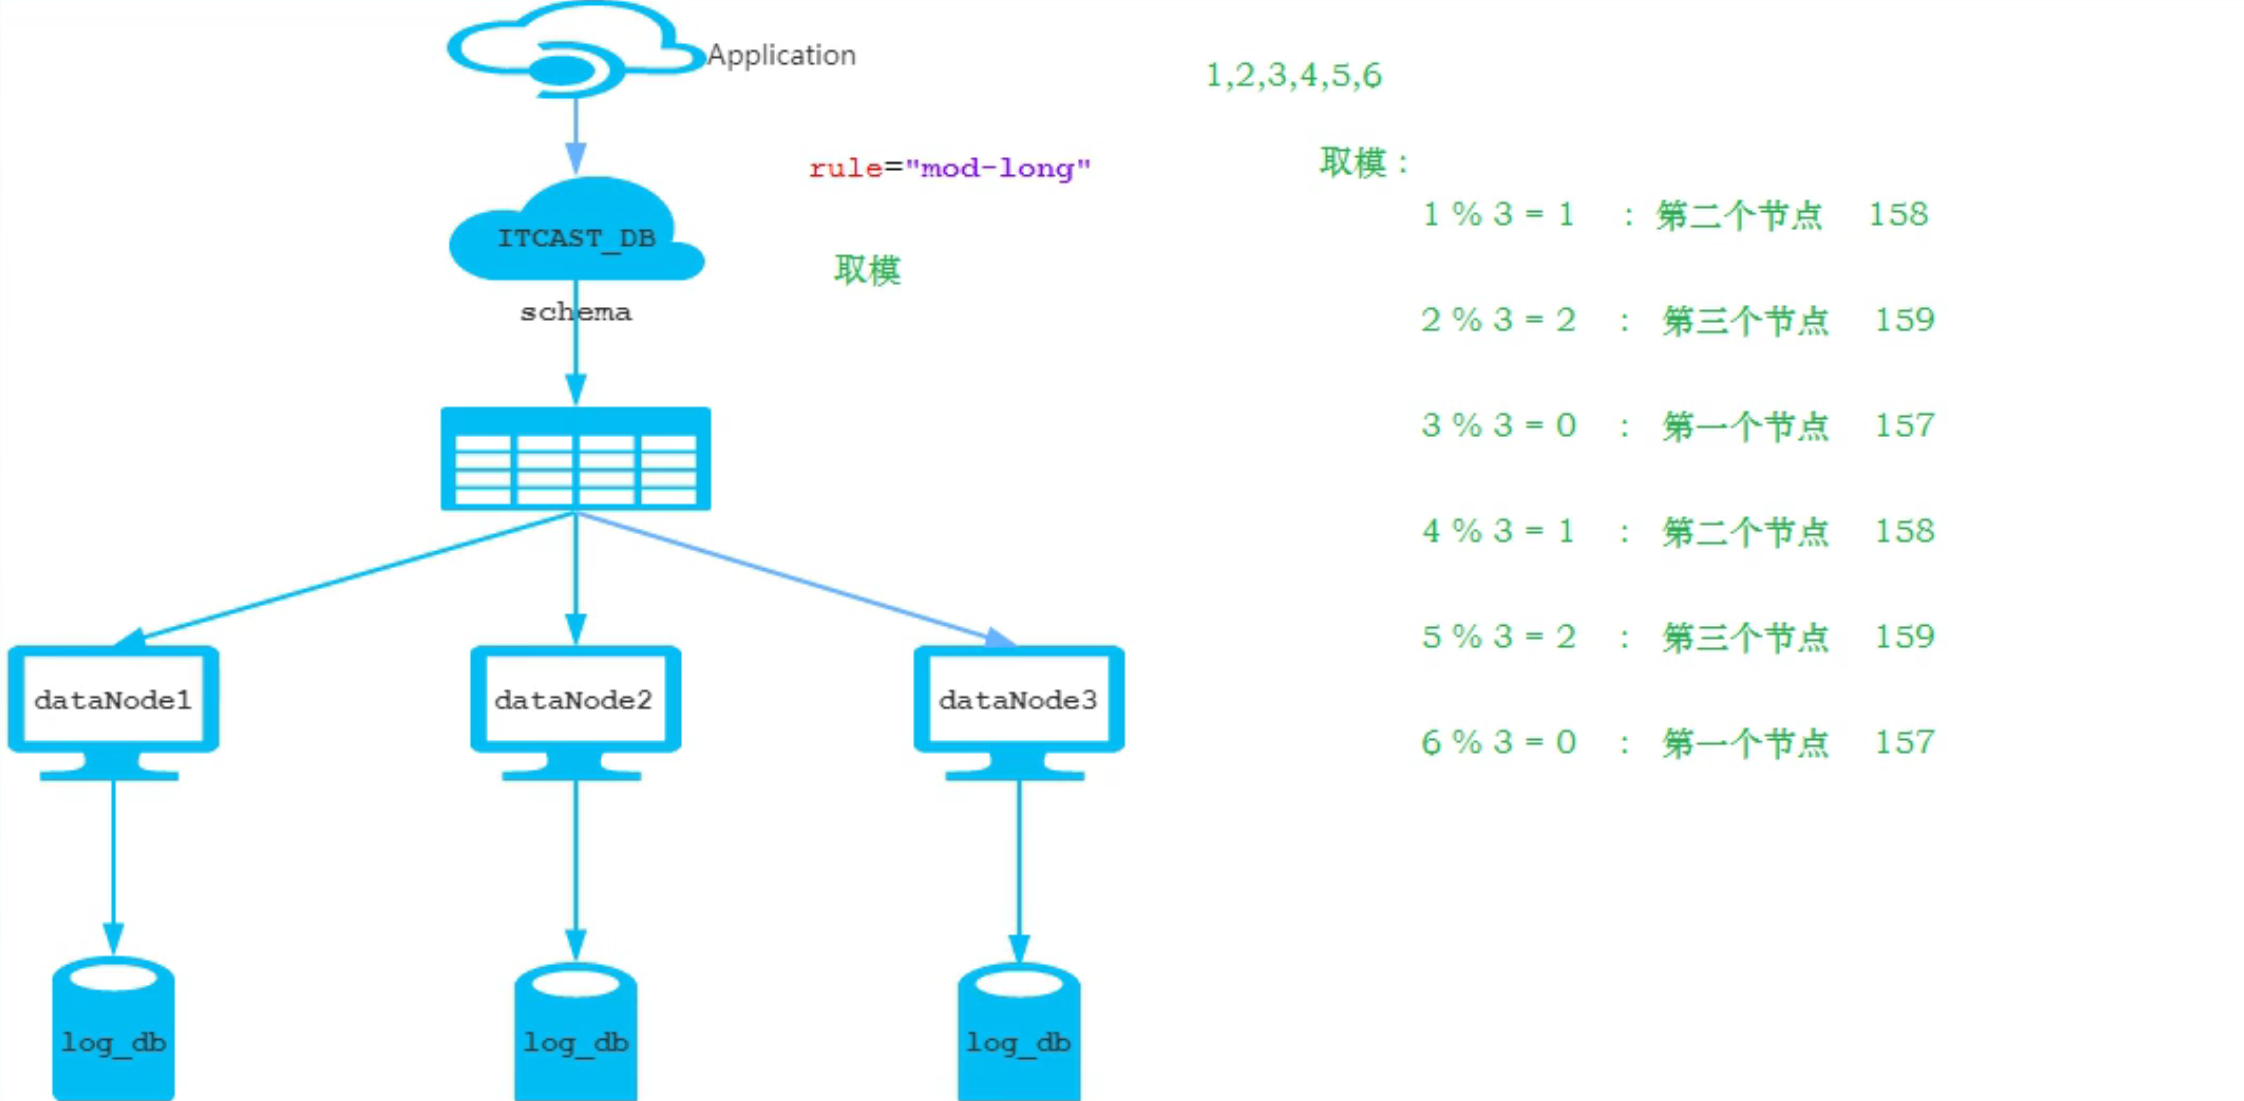 Application
1,2,3,4,5,6
rule="mod-long"
取模：
1 % 3 = 1 : 第二个节点 158
ITCAST_DB
取模
schema
2 % 3 = 2 : 第三个节点 159
3 % 3 = 0 : 第一个节点 157
4 % 3 = 1 : 第二个节点 158
5 % 3 = 2 : 第三个节点 159
6 % 3 = 0 : 第一个节点 157
dataNode1
dataNode2
dataNode3
log_db
log_db
log_db